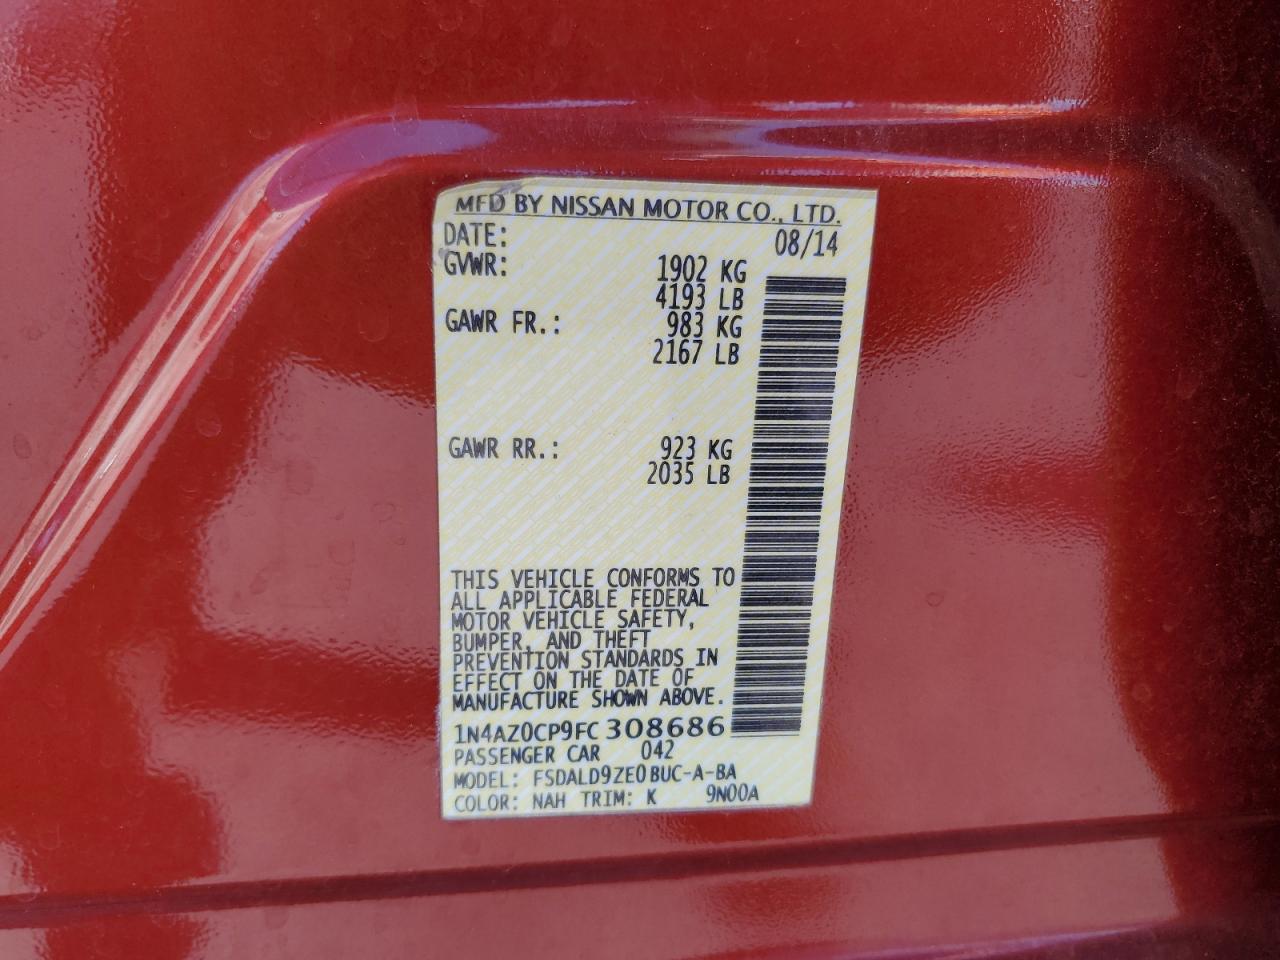 MFD BY NISSAN MOTOR CO., LTD.
DATE: 08/14
GVWR: 1902 KG
4193 LB
GAWR FR.: 983 KG
2167 LB
GAWR RR.: 923 KG
2035 LB
THIS VEHICLE CONFORMS TO
ALL APPLICABLE FEDERAL
MOTOR VEHICLE SAFETY,
BUMPER, AND THEFT
PREVENTION STANDARDS IN
EFFECT ON THE DATE OF
MANUFACTURE SHOWN ABOVE.
1N4AZ0CP9FC308686
PASSENGER CAR 042
MODEL: FSDALD9ZE0BUC-A-BA
COLOR: NAH TRIM: K 9N00A